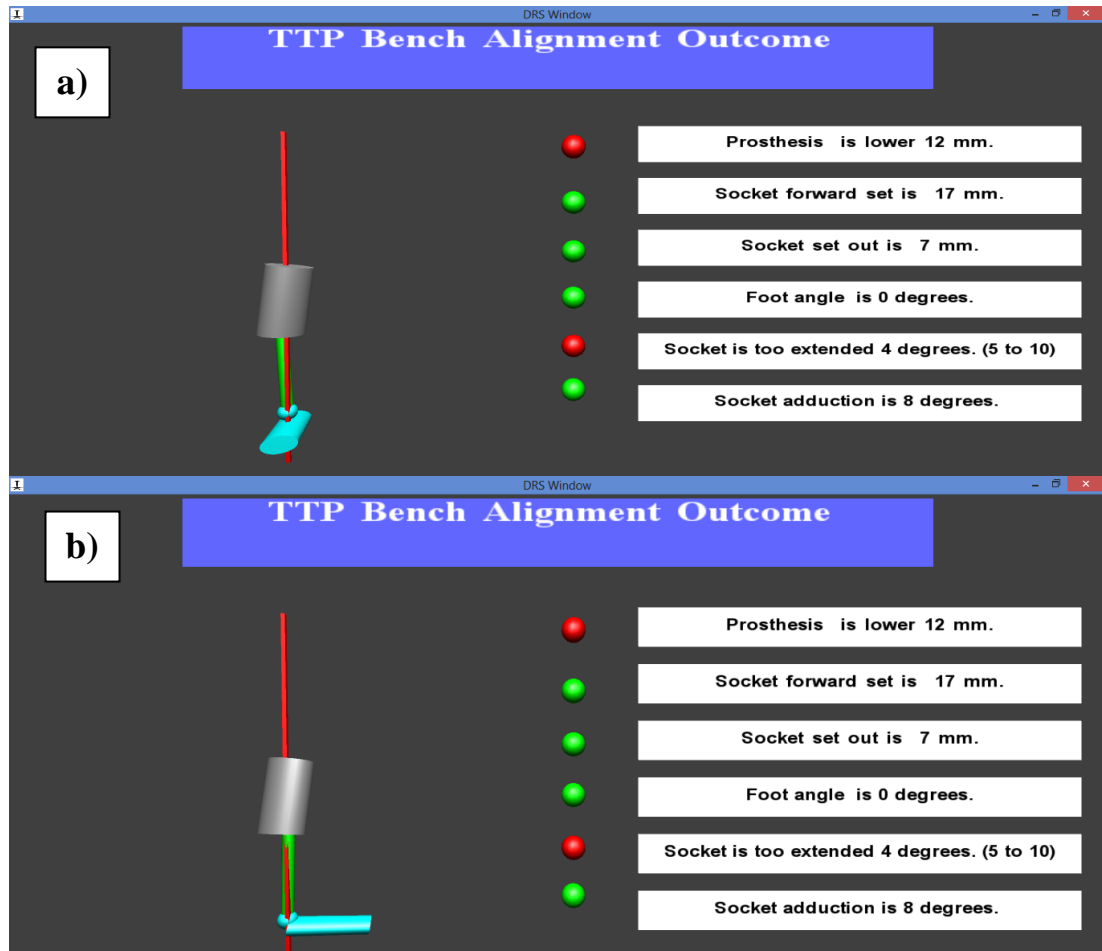 DRS Window
TTP Bench Alignment Outcome
a)
Prosthesis is lower 12 mm.
Socket forward set is 17 mm.
Socket set out is 7 mm.
Foot angle is 0 degrees.
Socket is too extended 4 degrees. (5 to 10)
Socket adduction is 8 degrees.
DRS Window
TTP Bench Alignment Outcome
b)
Prosthesis is lower 12 mm.
Socket forward set is 17 mm.
Socket set out is 7 mm.
Foot angle is 0 degrees.
Socket is too extended 4 degrees. (5 to 10)
Socket adduction is 8 degrees.